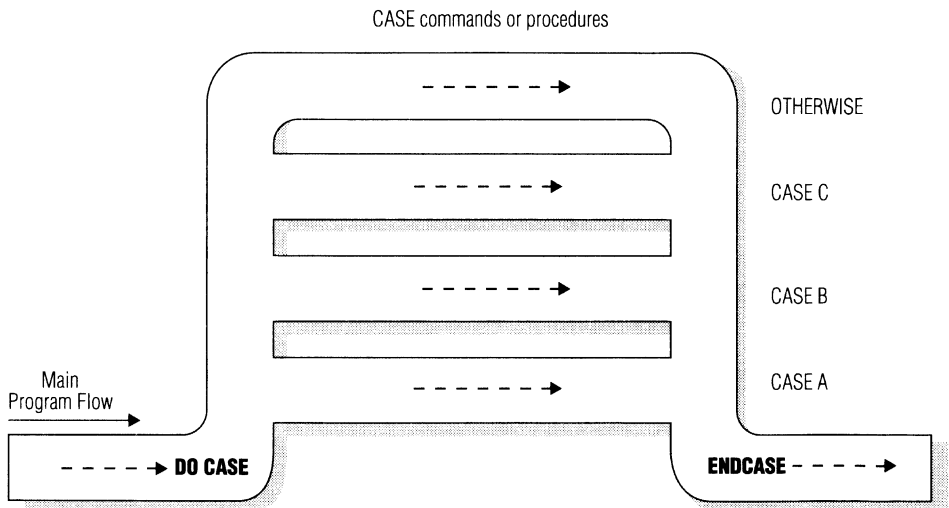 CASE commands or procedures
OTHERWISE
CASE C
CASE B
CASE A
Main
Program Flow
DO CASE
ENDCASE